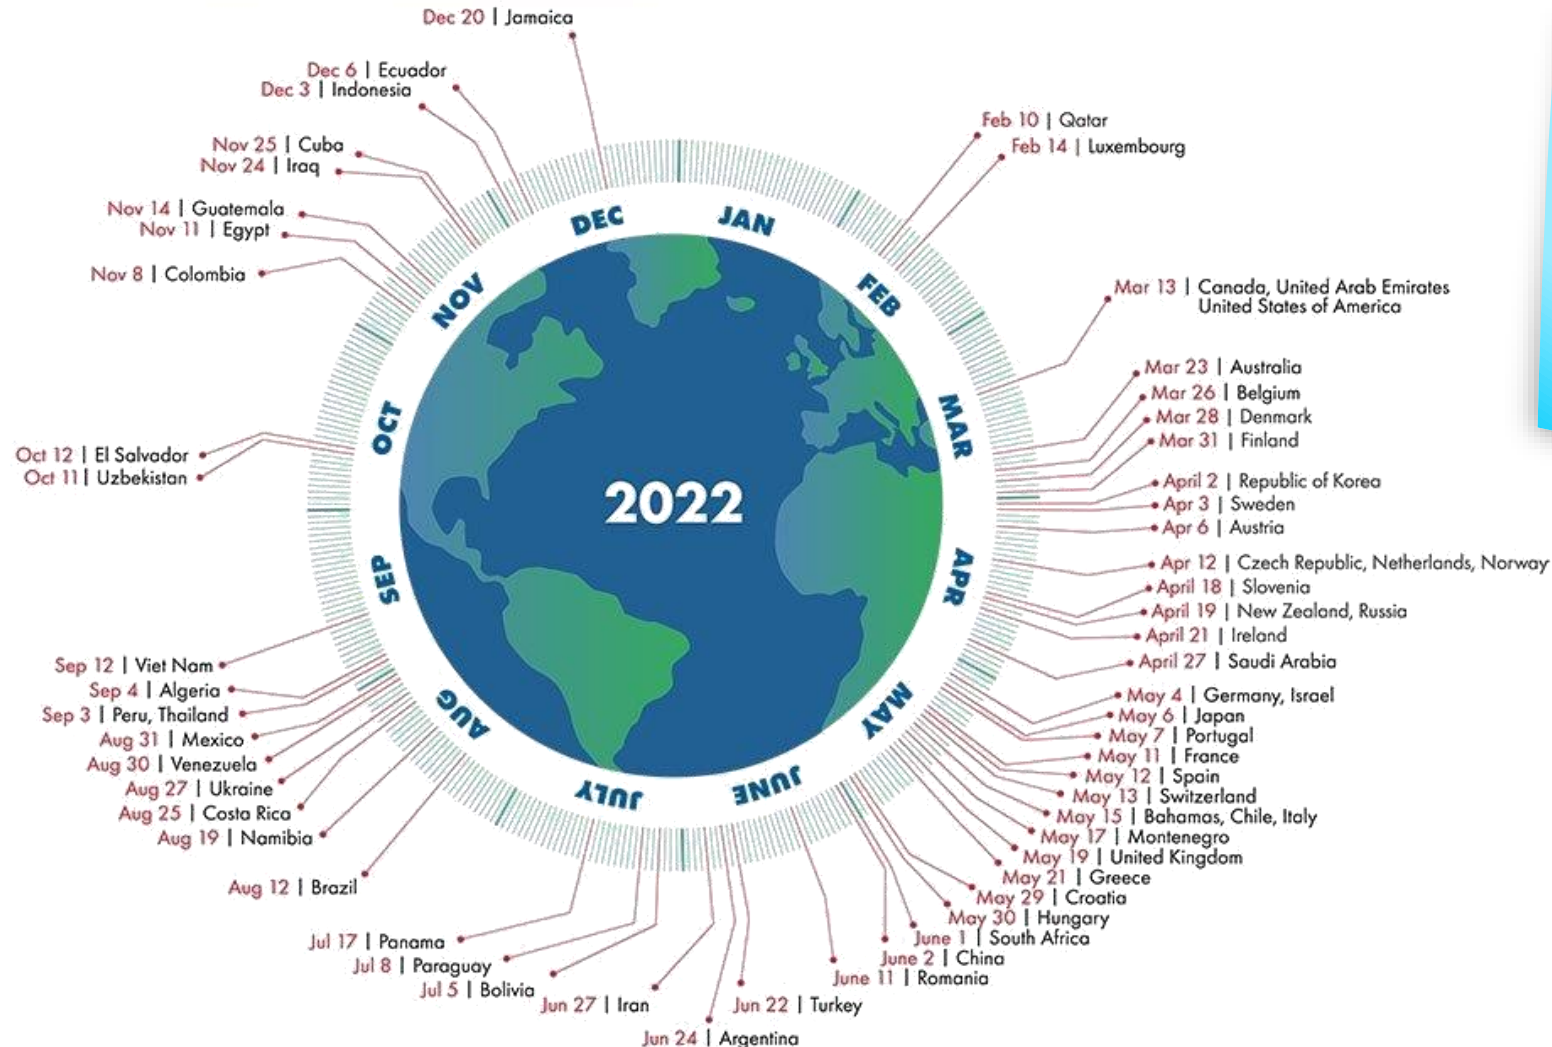 Dec 20 | Jamaica
Dec 6 | Ecuador
Dec 3 | Indonesia
Nov 25 | Cuba
Nov 24 | Iraq
Nov 14 | Guatemala
Nov 11 | Egypt
Nov 8 | Colombia
Oct 12 | El Salvador
Oct 11 | Uzbekistan
Sep 12 | Viet Nam
Sep 4 | Algeria
Sep 3 | Peru, Thailand
Aug 31 | Mexico
Aug 30 | Venezuela
Aug 27 | Ukraine
Aug 25 | Costa Rica
Aug 19 | Namibia
Aug 12 | Brazil
Jul 17 | Panama
Jul 8 | Paraguay
Jul 5 | Bolivia
Jun 27 | Iran
Jun 24 | Argentina
Jun 22 | Turkey
June 11 | Romania
June 2 | China
June 1 | South Africa
May 30 | Hungary
May 29 | Croatia
May 21 | Greece
May 19 | United Kingdom
May 17 | Montenegro
May 15 | Bahamas, Chile, Italy
May 13 | Switzerland
May 12 | Spain
May 11 | France
May 7 | Portugal
May 6 | Japan
May 4 | Germany, Israel
April 27 | Saudi Arabia
April 21 | Ireland
April 19 | New Zealand, Russia
April 18 | Slovenia
Apr 12 | Czech Republic, Netherlands, Norway
Apr 6 | Austria
Apr 3 | Sweden
April 2 | Republic of Korea
Mar 31 | Finland
Mar 28 | Denmark
Mar 26 | Belgium
Mar 23 | Australia
Mar 13 | Canada, United Arab Emirates
United States of America
Feb 14 | Luxembourg
Feb 10 | Qatar
JAN
FEB
MAR
APR
MAY
JUNE
JULY
AUG
SEP
OCT
NOV
DEC
2022